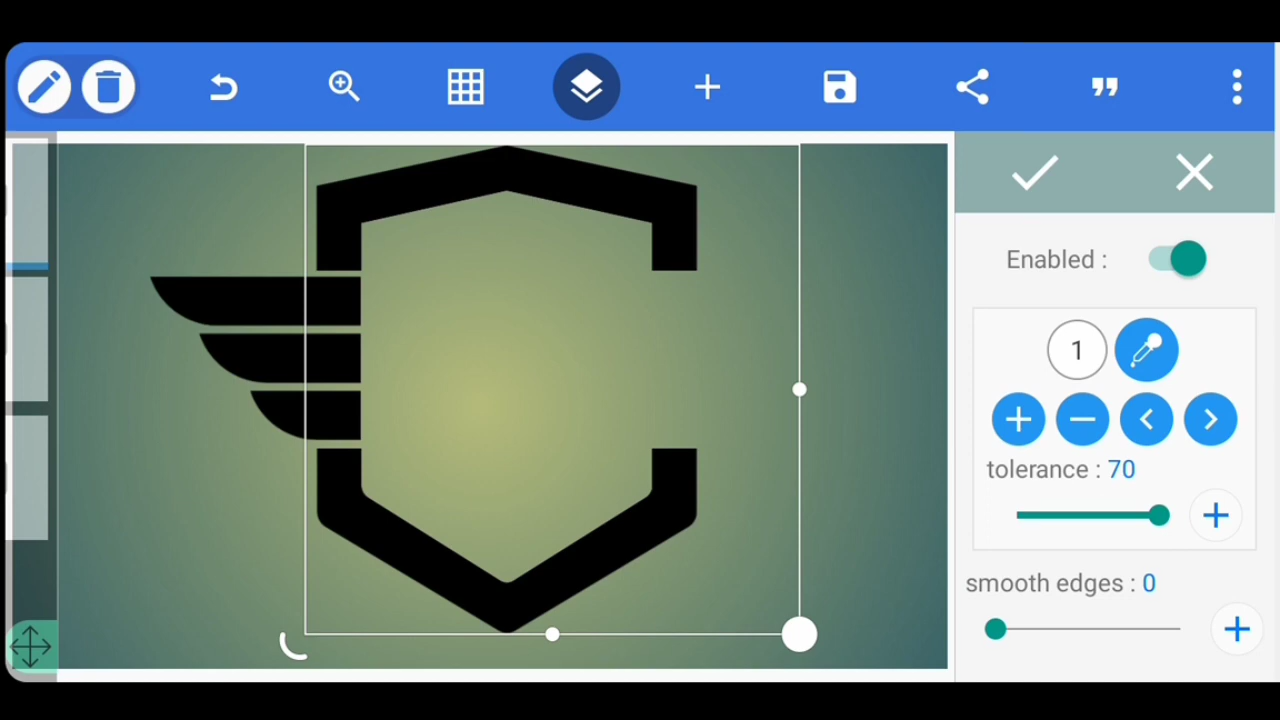 Enabled :
1
tolerance : 70
smooth edges : 0